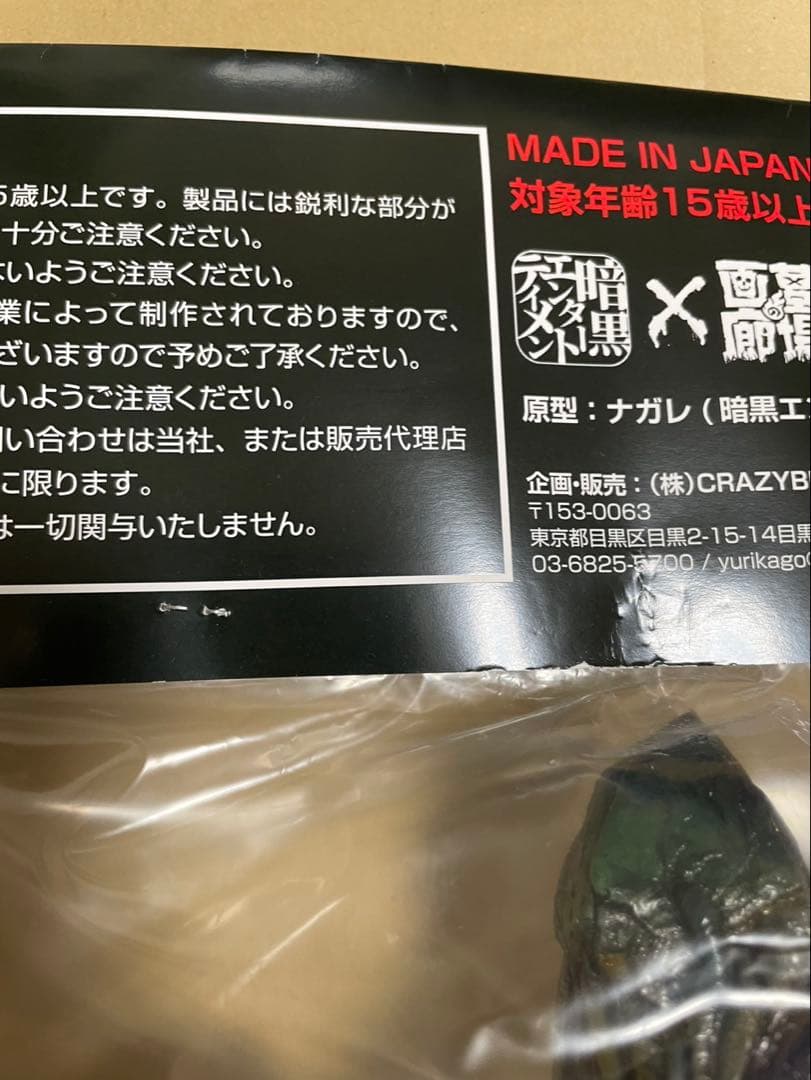 5歳以上です。製品には鋭利な部分が
十分ご注意ください。
いようご注意ください。
業によって制作されておりますので、
ざいますので予めご了承ください。
いようご注意ください。
い合わせは当社、または販売代理店
に限ります。
は一切関与いたしません。
MADE IN JAPAN
対象年齢15歳以上
暗黒
エンター
テイメント
×
墓場
の
画廊
原型：ナガレ(暗黒エ
企画・販売：(株)CRAZYB
〒153-0063
東京都目黒区目黒2-15-14目黒
03-6825-5700 / yurikago